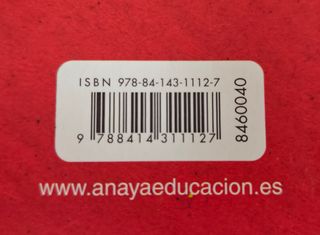 ISBN 978-84-143-1112-7
9 788414 311127
8460040
www.anayaeducacion.es